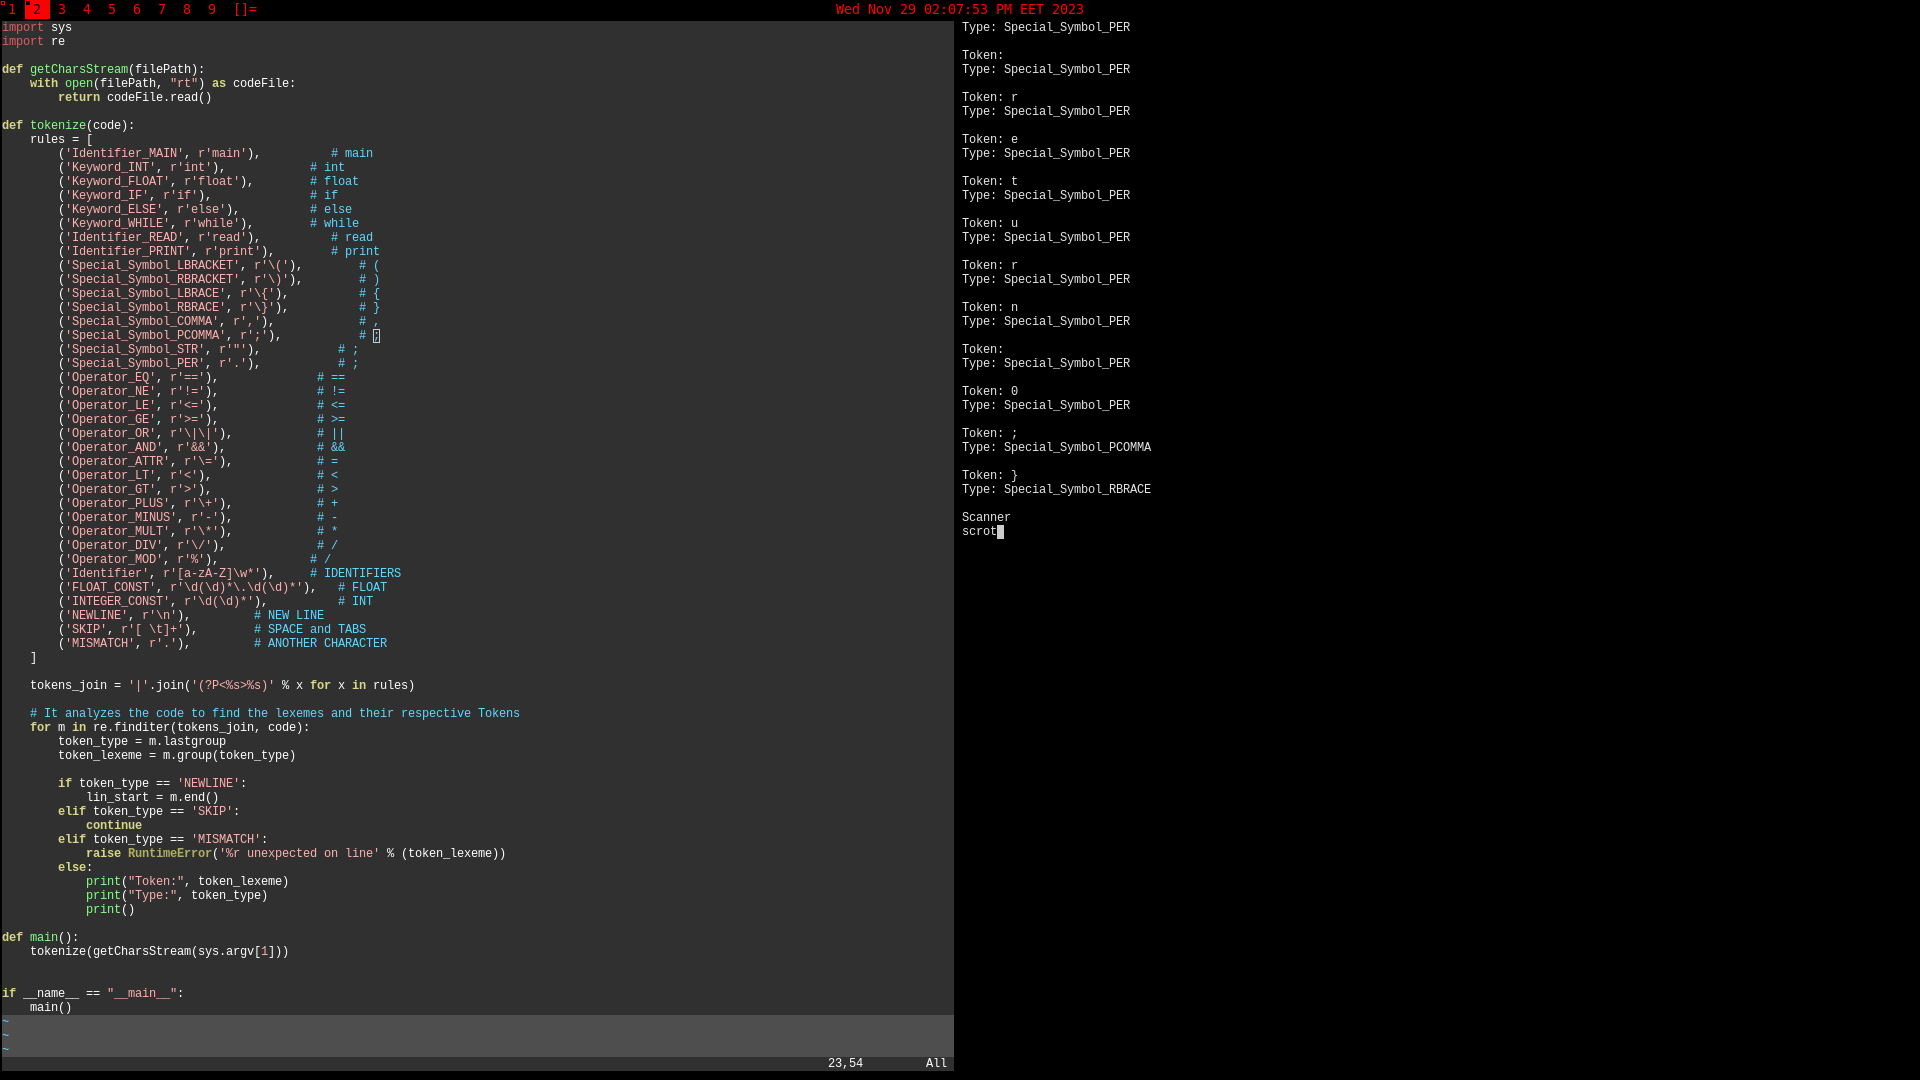 1 2 3 4 5 6 7 8 9 []= Wed Nov 29 02:07:53 PM EET 2023
import sys
import re

def getCharsStream(filePath):
    with open(filePath, "rt") as codeFile:
        return codeFile.read()

def tokenize(code):
    rules = [
        ('Identifier_MAIN', r'main'),          # main
        ('Keyword_INT', r'int'),            # int
        ('Keyword_FLOAT', r'float'),        # float
        ('Keyword_IF', r'if'),              # if
        ('Keyword_ELSE', r'else'),          # else
        ('Keyword_WHILE', r'while'),        # while
        ('Identifier_READ', r'read'),          # read
        ('Identifier_PRINT', r'print'),        # print
        ('Special_Symbol_LBRACKET', r'\('),        # (
        ('Special_Symbol_RBRACKET', r'\)'),        # )
        ('Special_Symbol_LBRACE', r'\{'),          # {
        ('Special_Symbol_RBRACE', r'\}'),          # }
        ('Special_Symbol_COMMA', r','),            # ,
        ('Special_Symbol_PCOMMA', r';'),           # ;
        ('Special_Symbol_STR', r'"'),           # ;
        ('Special_Symbol_PER', r'.'),           # ;
        ('Operator_EQ', r'=='),              # ==
        ('Operator_NE', r'!='),              # !=
        ('Operator_LE', r'<='),              # <=
        ('Operator_GE', r'>='),              # >=
        ('Operator_OR', r'\|\|'),            # ||
        ('Operator_AND', r'&&'),             # &&
        ('Operator_ATTR', r'\='),            # =
        ('Operator_LT', r'<'),               # <
        ('Operator_GT', r'>'),               # >
        ('Operator_PLUS', r'\+'),            # +
        ('Operator_MINUS', r'-'),            # -
        ('Operator_MULT', r'\*'),            # *
        ('Operator_DIV', r'\/'),             # /
        ('Operator_MOD', r'%'),             # /
        ('Identifier', r'[a-zA-Z]\w*'),     # IDENTIFIERS
        ('FLOAT_CONST', r'\d(\d)*\.\d(\d)*'),   # FLOAT
        ('INTEGER_CONST', r'\d(\d)*'),          # INT
        ('NEWLINE', r'\n'),         # NEW LINE
        ('SKIP', r'[ \t]+'),        # SPACE and TABS
        ('MISMATCH', r'.'),         # ANOTHER CHARACTER
    ]

    tokens_join = '|'.join('(?P<%s>%s)' % x for x in rules)

    # It analyzes the code to find the lexemes and their respective Tokens
    for m in re.finditer(tokens_join, code):
        token_type = m.lastgroup
        token_lexeme = m.group(token_type)

        if token_type == 'NEWLINE':
            lin_start = m.end()
        elif token_type == 'SKIP':
            continue
        elif token_type == 'MISMATCH':
            raise RuntimeError('%r unexpected on line' % (token_lexeme))
        else:
            print("Token:", token_lexeme)
            print("Type:", token_type)
            print()

def main():
    tokenize(getCharsStream(sys.argv[1]))


if __name__ == "__main__":
    main()
~
~
~
23,54         All
Type: Special_Symbol_PER

Token:
Type: Special_Symbol_PER

Token: r
Type: Special_Symbol_PER

Token: e
Type: Special_Symbol_PER

Token: t
Type: Special_Symbol_PER

Token: u
Type: Special_Symbol_PER

Token: r
Type: Special_Symbol_PER

Token: n
Type: Special_Symbol_PER

Token:
Type: Special_Symbol_PER

Token: 0
Type: Special_Symbol_PER

Token: ;
Type: Special_Symbol_PCOMMA

Token: }
Type: Special_Symbol_RBRACE

Scanner
scrot